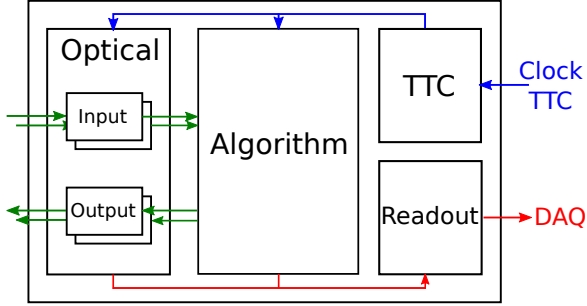 Optical
Input
Output
Algorithm
TTC
Readout
Clock
TTC
DAQ